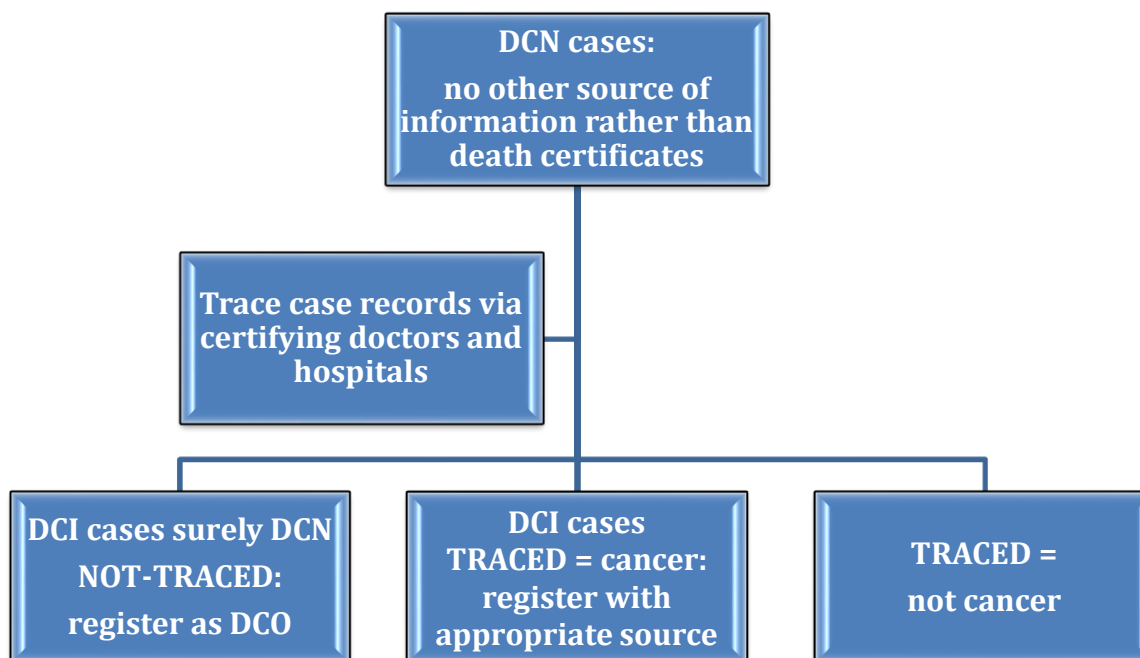 DCN cases:
no other source of
information rather than
death certificates
Trace case records via
certifying doctors and
hospitals
DCI cases surely DCN
NOT-TRACED:
register as DCO
DCI cases
TRACED = cancer:
register with
appropriate source
TRACED =
not cancer